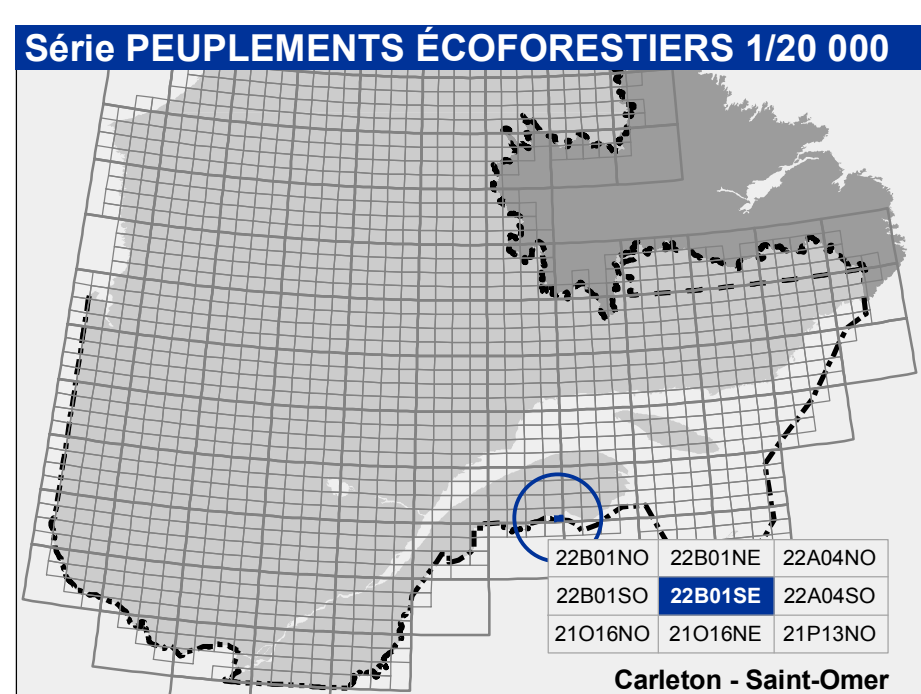 Série PEUPLEMENTS ÉCOFORESTIERS 1/20 000
22B01NO 22B01NE 22A04NO
22B01SO 22B01SE 22A04SO
21O16NO 21O16NE 21P13NO
Carleton - Saint-Omer